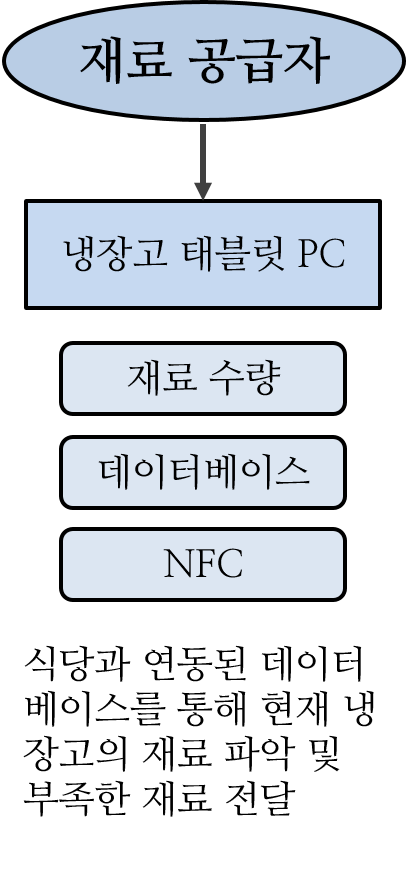 재료 공급자
냉장고 태블릿 PC
재료 수량
데이터베이스
NFC
식당과 연동된 데이터
베이스를 통해 현재 냉
장고의 재료 파악 및
부족한 재료 전달